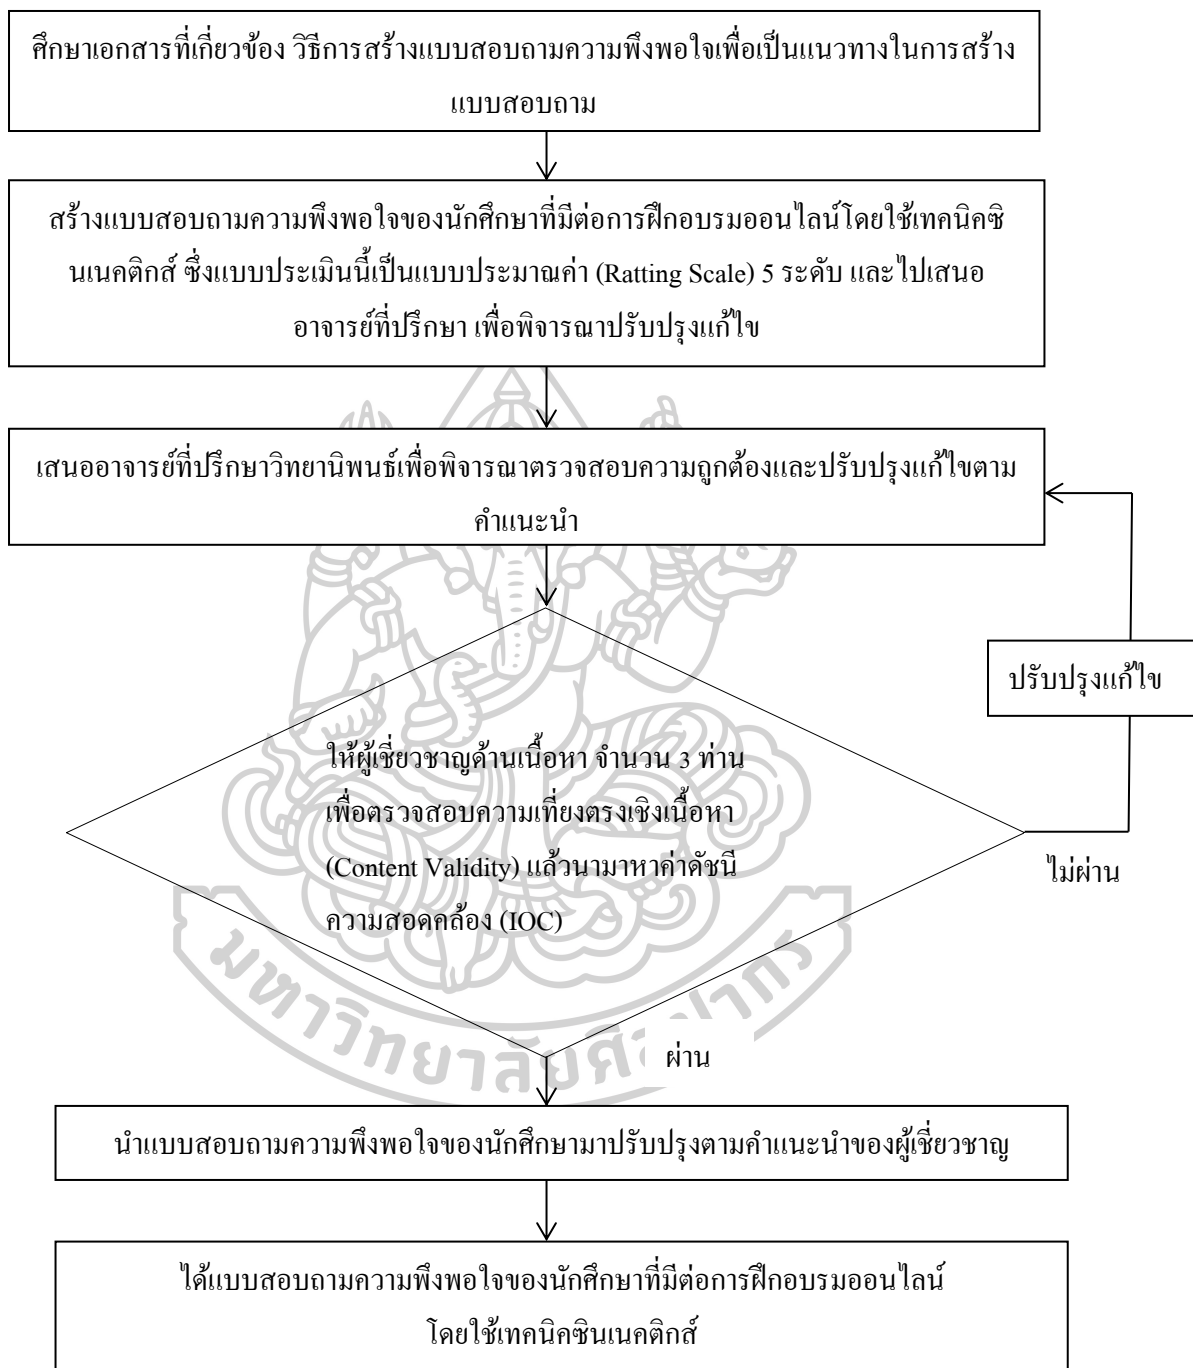 ศึกษาเอกสารที่เกี่ยวข้อง วิธีการสร้างแบบสอบถามความพึงพอใจเพื่อเป็นแนวทางในการสร้าง
แบบสอบถาม
สร้างแบบสอบถามความพึงพอใจของนักศึกษาที่มีต่อการฝึกอบรมออนไลน์โดยใช้เทคนิคซิ
นเนคติกส์ ซึ่งแบบประเมินนี้เป็นแบบประมาณค่า (Ratting Scale) 5 ระดับ และไปเสนอ
อาจารย์ที่ปรึกษา เพื่อพิจารณาปรับปรุงแก้ไข
เสนออาจารย์ที่ปรึกษาวิทยานิพนธ์เพื่อพิจารณาตรวจสอบความถูกต้องและปรับปรุงแก้ไขตาม
คำแนะนำ
ปรับปรุงแก้ไข
ให้ผู้เชี่ยวชาญด้านเนื้อหา จำนวน 3 ท่าน
เพื่อตรวจสอบความเที่ยงตรงเชิงเนื้อหา
(Content Validity) แล้วนามาหาค่าดัชนี
ความสอดคล้อง (IOC)
ไม่ผ่าน
มหาวิทยาลัยศิลปากร
ผ่าน
นำแบบสอบถามความพึงพอใจของนักศึกษามาปรับปรุงตามคำแนะนำของผู้เชี่ยวชาญ
ได้แบบสอบถามความพึงพอใจของนักศึกษาที่มีต่อการฝึกอบรมออนไลน์
โดยใช้เทคนิคซินเนคติกส์